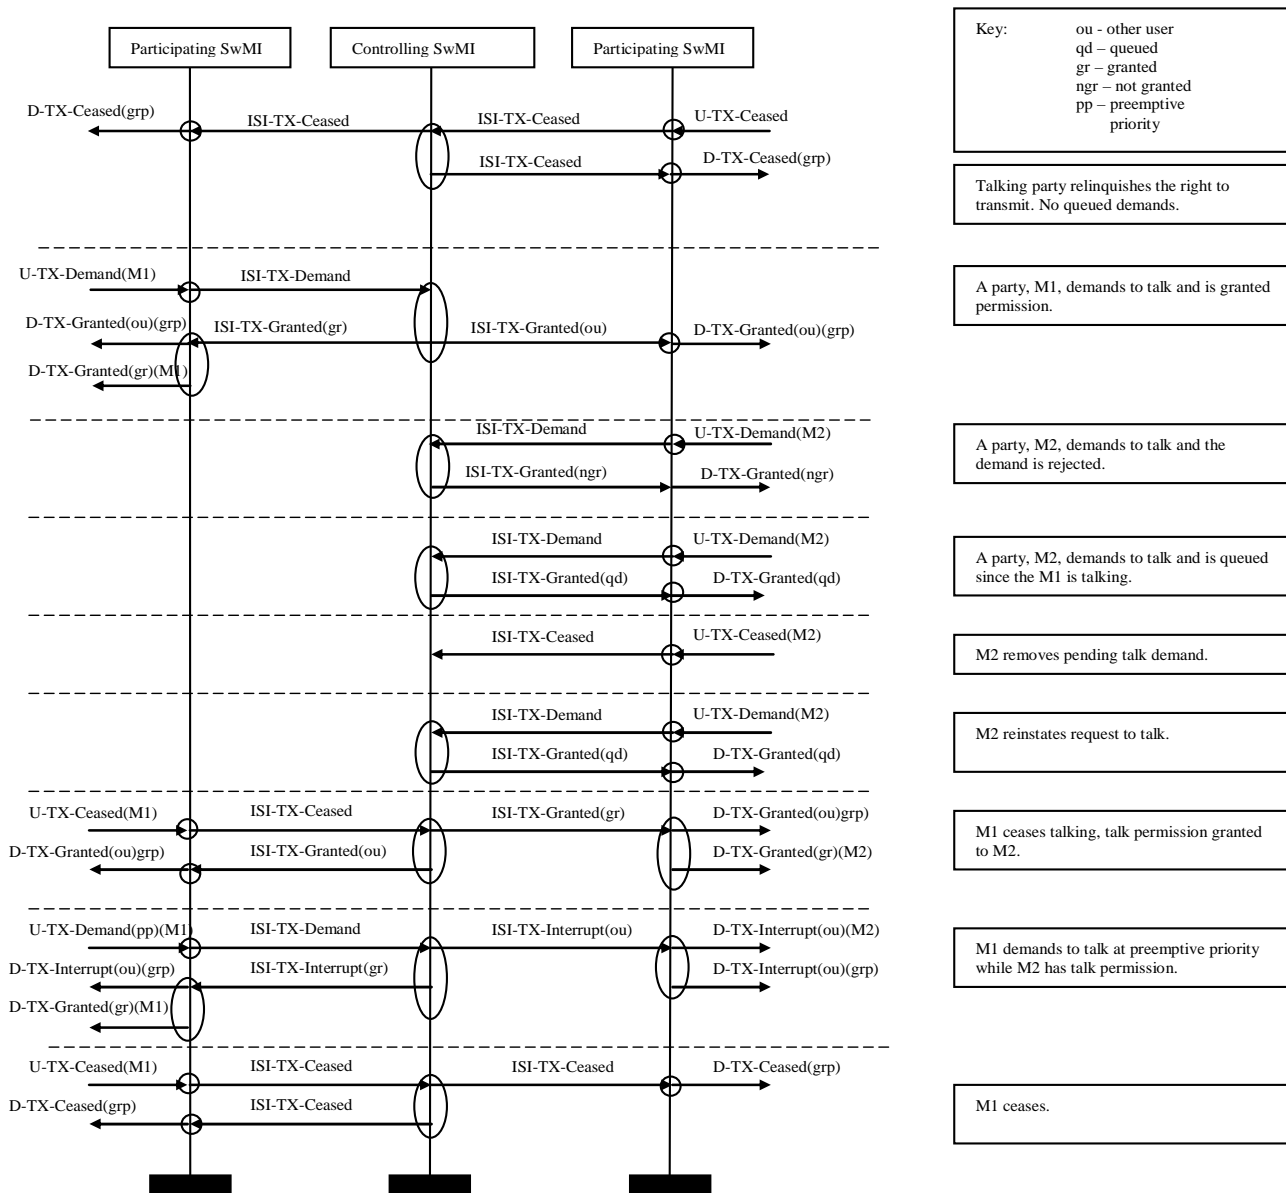 Participating SwMI
Controlling SwMI
Participating SwMI
Key: ou - other user
qd – queued
gr – granted
ngr – not granted
pp – preemptive
priority
D-TX-Ceased(grp)
ISI-TX-Ceased
ISI-TX-Ceased
U-TX-Ceased
ISI-TX-Ceased
D-TX-Ceased(grp)
Talking party relinquishes the right to
transmit. No queued demands.
U-TX-Demand(M1)
ISI-TX-Demand
D-TX-Granted(ou)(grp)
ISI-TX-Granted(gr)
ISI-TX-Granted(ou)
D-TX-Granted(ou)(grp)
D-TX-Granted(gr)(M1)
A party, M1, demands to talk and is granted
permission.
ISI-TX-Demand
U-TX-Demand(M2)
ISI-TX-Granted(ngr)
D-TX-Granted(ngr)
A party, M2, demands to talk and the
demand is rejected.
ISI-TX-Demand
U-TX-Demand(M2)
ISI-TX-Granted(qd)
D-TX-Granted(qd)
A party, M2, demands to talk and is queued
since the M1 is talking.
ISI-TX-Ceased
U-TX-Ceased(M2)
M2 removes pending talk demand.
ISI-TX-Demand
U-TX-Demand(M2)
ISI-TX-Granted(qd)
D-TX-Granted(qd)
M2 reinstates request to talk.
U-TX-Ceased(M1)
ISI-TX-Ceased
ISI-TX-Granted(gr)
D-TX-Granted(ou)grp)
D-TX-Granted(ou)grp)
ISI-TX-Granted(ou)
D-TX-Granted(gr)(M2)
M1 ceases talking, talk permission granted
to M2.
U-TX-Demand(pp)(M1)
ISI-TX-Demand
ISI-TX-Interrupt(ou)
D-TX-Interrupt(ou)(M2)
D-TX-Interrupt(ou)(grp)
ISI-TX-Interrupt(gr)
D-TX-Interrupt(ou)(grp)
D-TX-Granted(gr)(M1)
M1 demands to talk at preemptive priority
while M2 has talk permission.
U-TX-Ceased(M1)
ISI-TX-Ceased
ISI-TX-Ceased
D-TX-Ceased(grp)
D-TX-Ceased(grp)
ISI-TX-Ceased
M1 ceases.